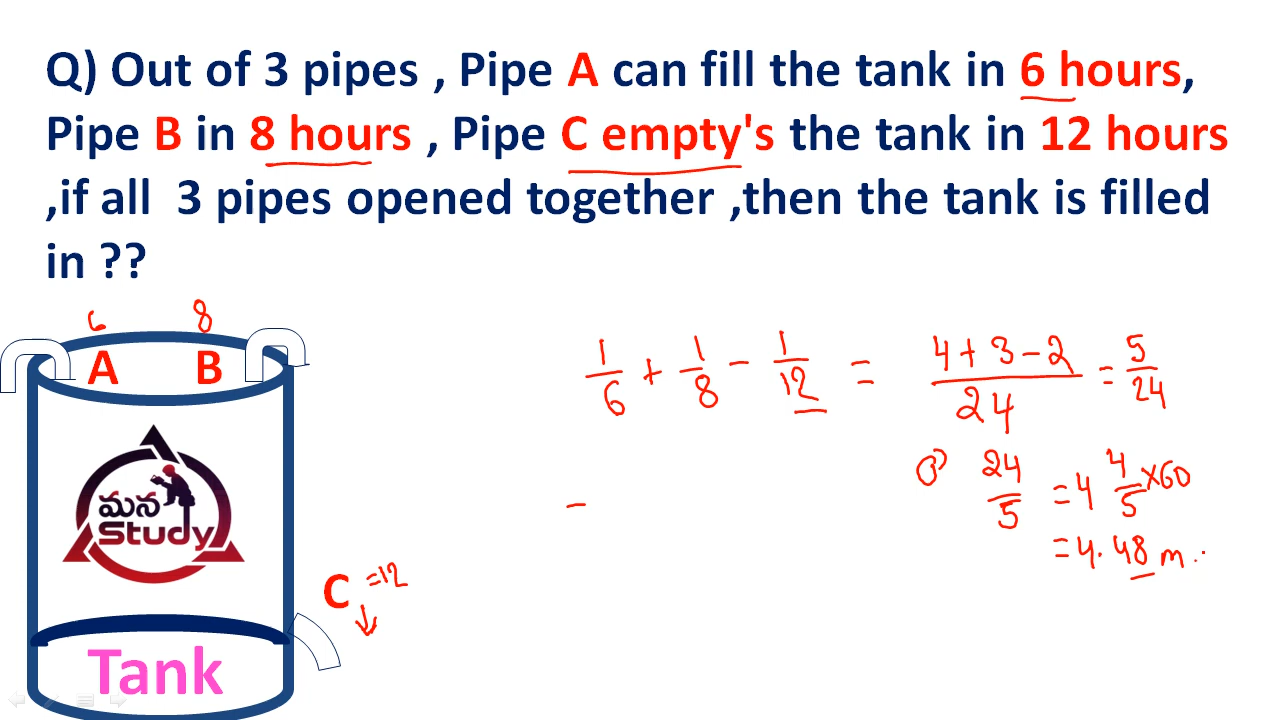 Q) Out of 3 pipes , Pipe A can fill the tank in 6 hours,
Pipe B in 8 hours , Pipe C empty's the tank in 12 hours
,if all 3 pipes opened together ,then the tank is filled
in ??
6 8
A B
మన
Study
C =12
Tank
1/6 + 1/8 - 1/12 = (4+3-2)/24 = 5/24
24/5 = 4 4/5 ×60
= 4.48 m.